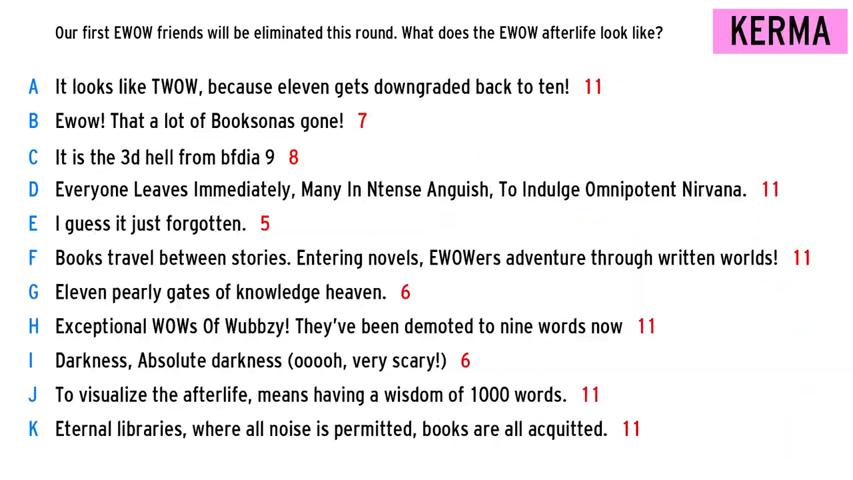 Our first EWOW friends will be eliminated this round. What does the EWOW afterlife look like?
KERMA
A It looks like TWOW, because eleven gets downgraded back to ten! 11
B Ewow! That a lot of Booksonas gone! 7
C It is the 3d hell from bfdia 9 8
D Everyone Leaves Immediately, Many In Ntense Anguish, To Indulge Omnipotent Nirvana. 11
E I guess it just forgotten. 5
F Books travel between stories. Entering novels, EWOWers adventure through written worlds! 11
G Eleven pearly gates of knowledge heaven. 6
H Exceptional WOWs Of Wubbzy! They've been demoted to nine words now 11
I Darkness, Absolute darkness (ooooh, very scary!) 6
J To visualize the afterlife, means having a wisdom of 1000 words. 11
K Eternal libraries, where all noise is permitted, books are all acquitted. 11